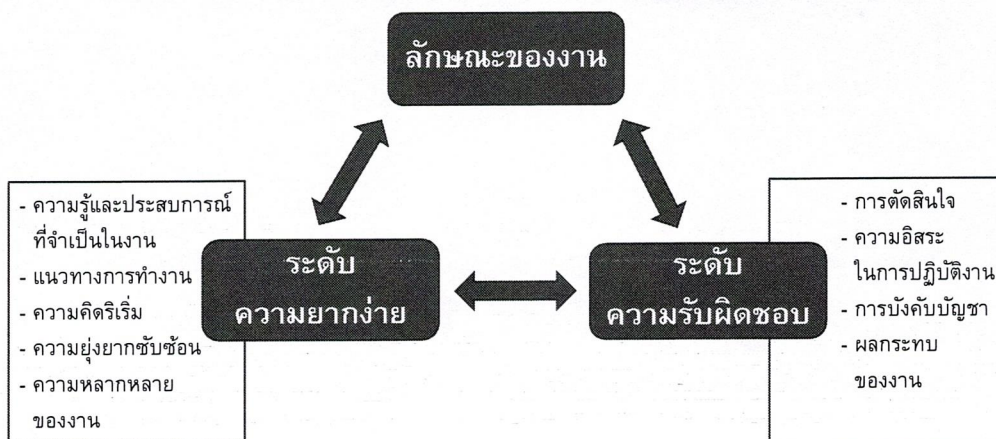 ลักษณะของงาน
- ความรู้และประสบการณ์
ที่จำเป็นในงาน
- แนวทางการทำงาน
- ความคิดริเริ่ม
- ความยุ่งยากซับซ้อน
- ความหลากหลาย
ของงาน
ระดับ
ความยากง่าย
ระดับ
ความรับผิดชอบ
- การตัดสินใจ
- ความอิสระ
ในการปฏิบัติงาน
- การบังคับบัญชา
- ผลกระทบ
ของงาน